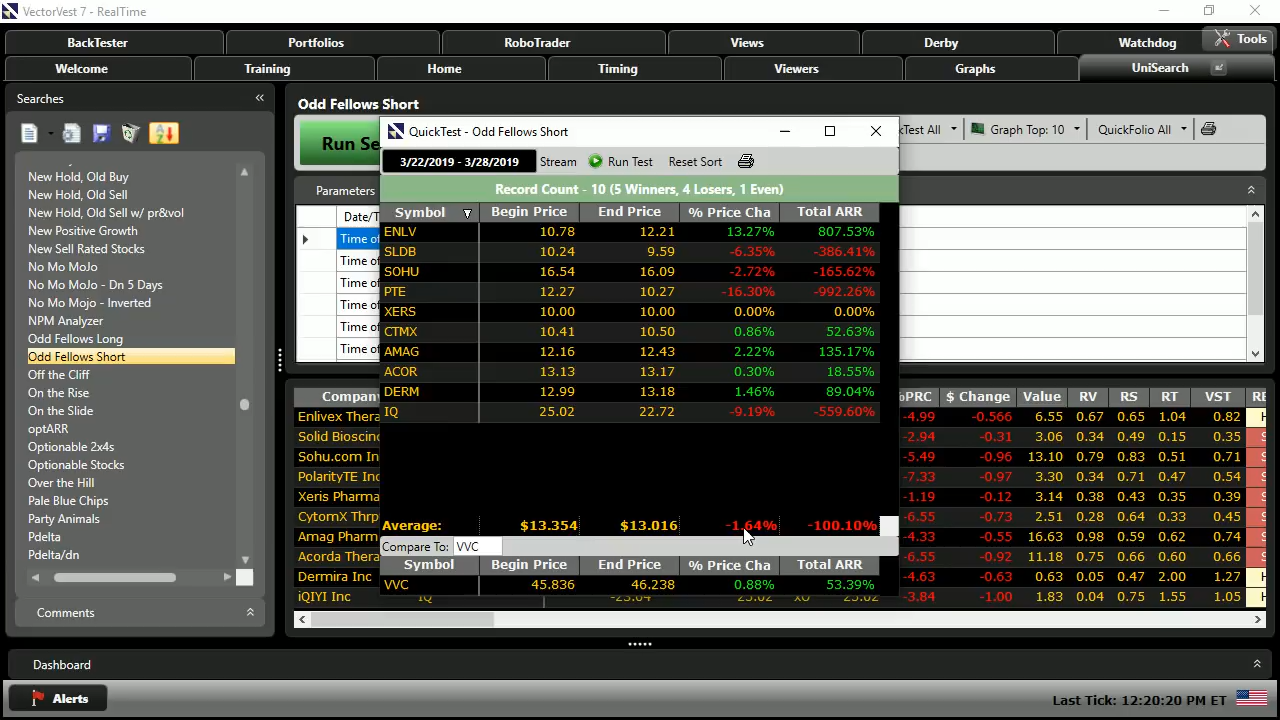 VectorVest 7 - RealTime
BackTester Portfolios RoboTrader Views Derby Watchdog Tools
Welcome Training Home Timing Viewers Graphs UniSearch
Searches
New Hold, Old Buy
New Hold, Old Sell
New Hold, Old Sell w/ pr&vol
New Positive Growth
New Sell Rated Stocks
No Mo MoJo
No Mo MoJo - Dn 5 Days
No Mo Mojo - Inverted
NPM Analyzer
Odd Fellows Long
Odd Fellows Short
Off the Cliff
On the Rise
On the Slide
optARR
Optionable 2x4s
Optionable Stocks
Over the Hill
Pale Blue Chips
Party Animals
Pdelta
Pdelta/dn
Comments
Odd Fellows Short
Run Se
kTest All Graph Top: 10 QuickFolio All
Parameters
Date/T
Time of
Time of
Time of
Time of
Time of
Time of
QuickTest - Odd Fellows Short
3/22/2019 - 3/28/2019 Stream Run Test Reset Sort
Record Count - 10 (5 Winners, 4 Losers, 1 Even)
Symbol Begin Price End Price % Price Cha Total ARR
ENLV 10.78 12.21 13.27% 807.53%
SLDB 10.24 9.59 -6.35% -386.41%
SOHU 16.54 16.09 -2.72% -165.62%
PTE 12.27 10.27 -16.30% -992.26%
XERS 10.00 10.00 0.00% 0.00%
CTMX 10.41 10.50 0.86% 52.63%
AMAG 12.16 12.43 2.22% 135.17%
ACOR 13.13 13.17 0.30% 18.55%
DERM 12.99 13.18 1.46% 89.04%
IQ 25.02 22.72 -9.19% -559.60%
Average: $13.354 $13.016 -1.64% -100.10%
Compare To: VVC
Symbol Begin Price End Price % Price Cha Total ARR
VVC 45.836 46.238 0.88% 53.39%
Compan oPRC $ Change Value RV RS RT VST RE
Enlivex Thera -4.99 -0.566 6.55 0.67 0.65 1.04 0.82 H
Solid Bioscin -2.94 -0.31 3.06 0.34 0.49 0.15 0.35 S
Sohu.com In -5.49 -0.96 13.10 0.79 0.83 0.51 0.71 S
PolarityTE In -7.33 -0.97 3.30 0.34 0.71 0.47 0.54 S
Xeris Pharma -1.19 -0.12 3.14 0.38 0.43 0.35 0.39 S
CytomX Thrp -6.55 -0.73 2.51 0.28 0.64 0.33 0.45 S
Amag Pharm -4.33 -0.55 16.63 0.98 0.59 0.62 0.74 S
Acorda Thera -6.55 -0.92 11.18 0.75 0.66 0.60 0.66 S
Dermira Inc -4.63 -0.63 0.63 0.05 0.47 2.00 1.27 H
iQIYI Inc IQ 25.02 25.02 -3.84 -1.00 1.83 0.04 0.75 1.55 1.05 H
Dashboard
Alerts Last Tick: 12:20:20 PM ET